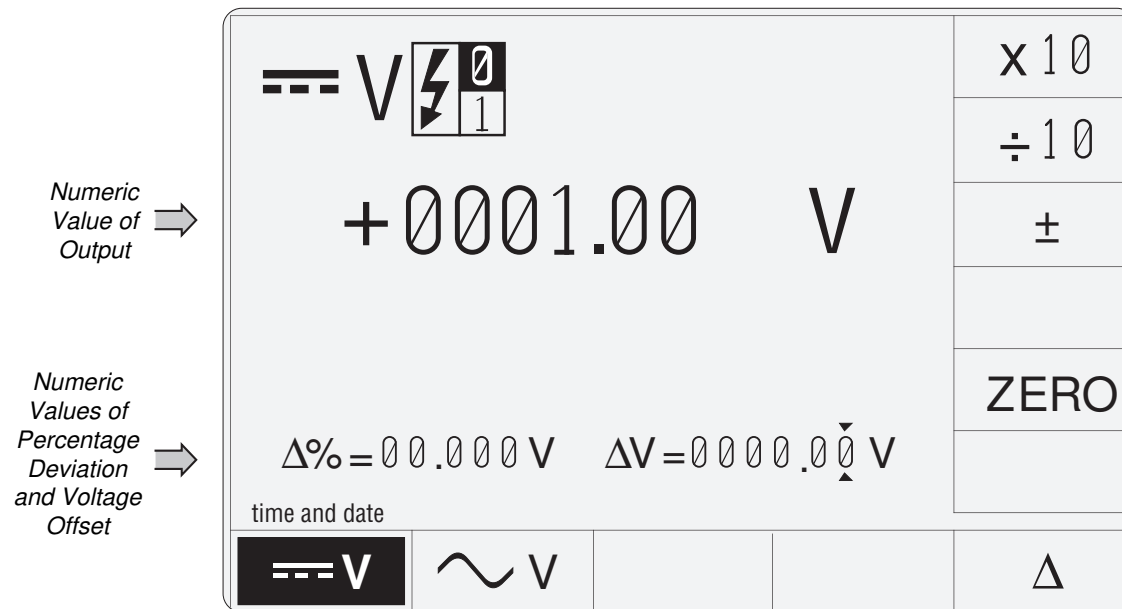 V
0
1
x10
÷10
±
ZERO
Numeric
Value of
Output
+0001.00 V
Numeric
Values of
Percentage
Deviation
and Voltage
Offset
Δ%=00.000 V ΔV=0000.00 V
time and date
V
V
Δ